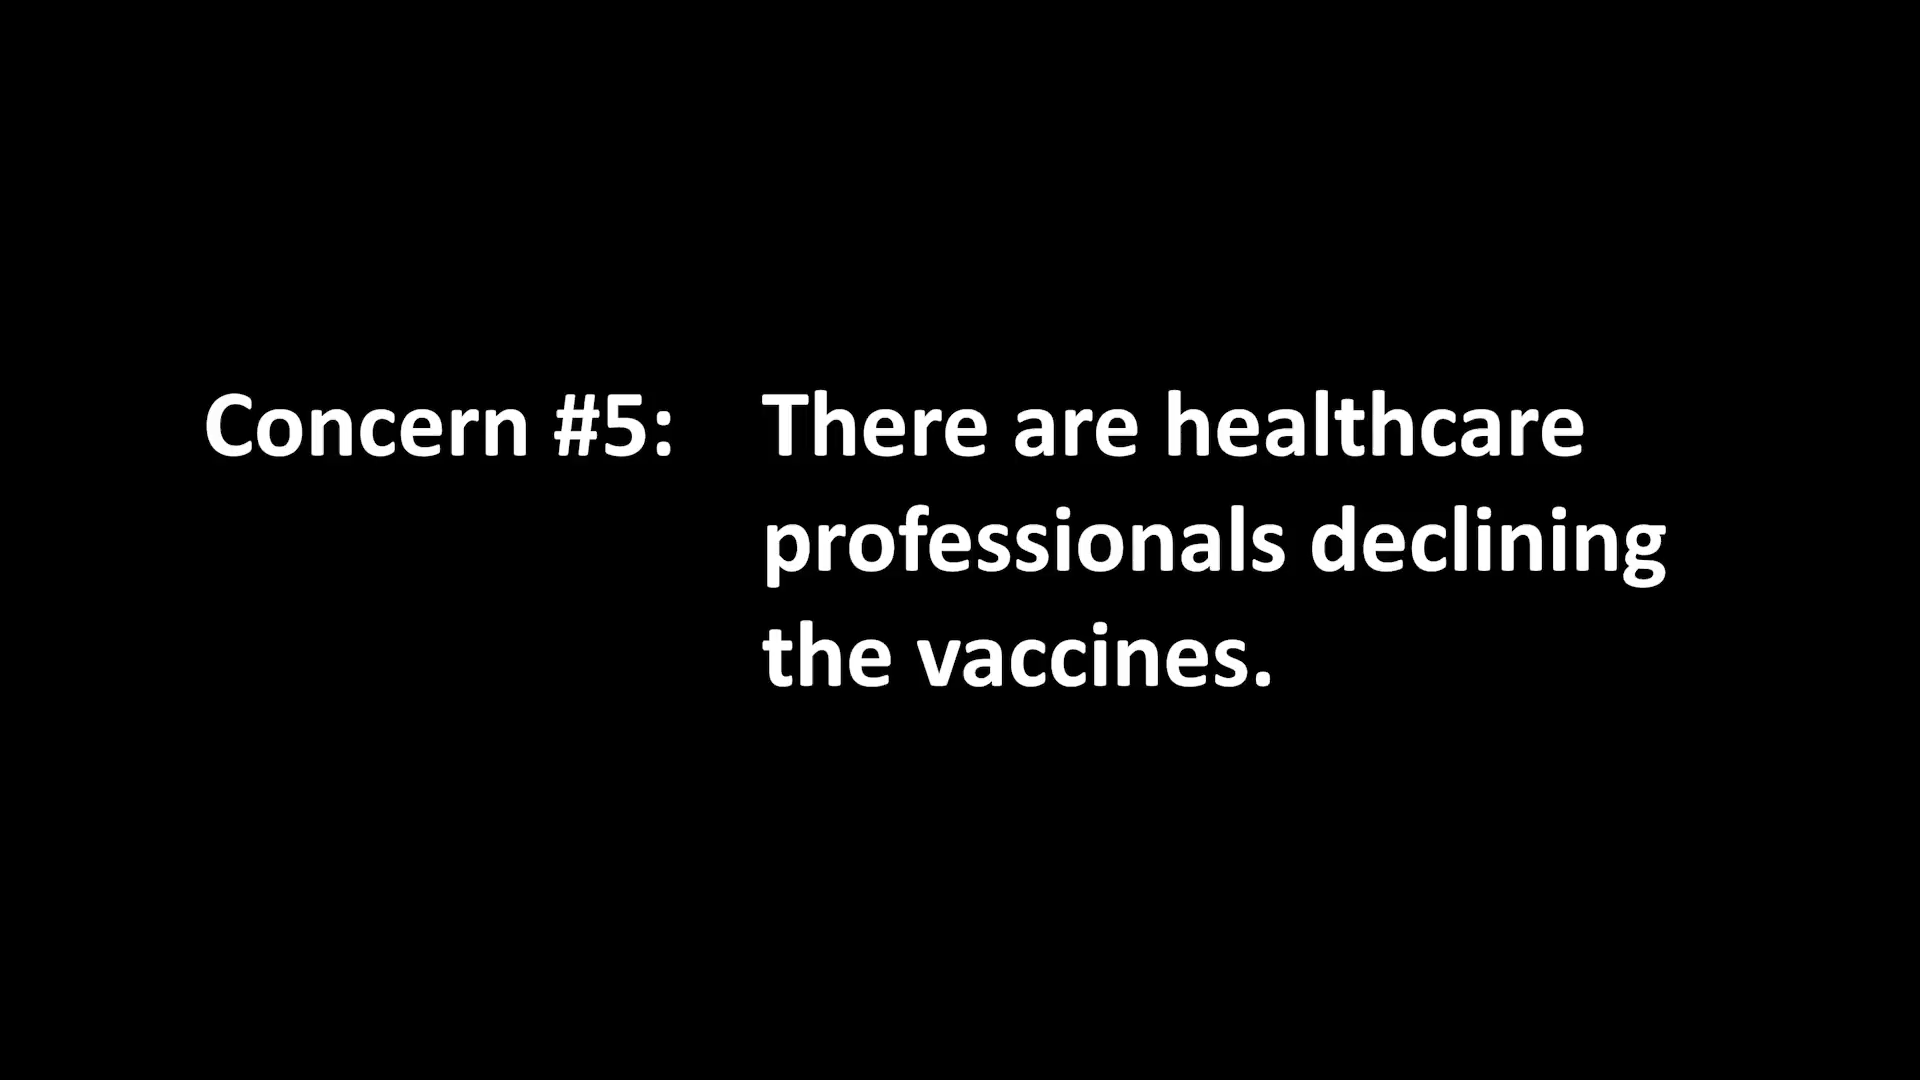 Concern #5: There are healthcare
professionals declining
the vaccines.